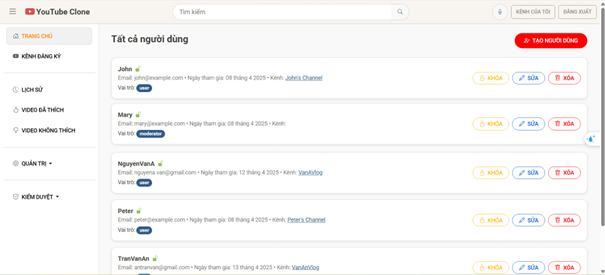 YouTube Clone
Tìm kiếm
KÊNH CỦA TÔI
ĐĂNG XUẤT
TRANG CHỦ
KÊNH ĐĂNG KÝ
LỊCH SỬ
VIDEO ĐÃ THÍCH
VIDEO KHÔNG THÍCH
QUẢN TRỊ
KIỂM DUYỆT
Tất cả người dùng
TẠO NGƯỜI DÙNG
John
Email: john@example.com • Ngày tham gia: 08 tháng 4 2025 • Kênh: John's Channel
Vai trò: user
KHÓA SỬA XÓA
Mary
Email: mary@example.com • Ngày tham gia: 08 tháng 4 2025 • Kênh:
Vai trò: moderator
KHÓA SỬA XÓA
NguyenVanA
Email: nguyena van@gmail.com • Ngày tham gia: 12 tháng 4 2025 • Kênh: VanAVlog
Vai trò: user
KHÓA SỬA XÓA
Peter
Email: peter@example.com • Ngày tham gia: 08 tháng 4 2025 • Kênh: Peter's Channel
Vai trò: user
KHÓA SỬA XÓA
TranVanAn
Email: antranvan@gmail.com • Ngày tham gia: 13 tháng 4 2025 • Kênh: VanAnVlog
KHÓA SỬA XÓA